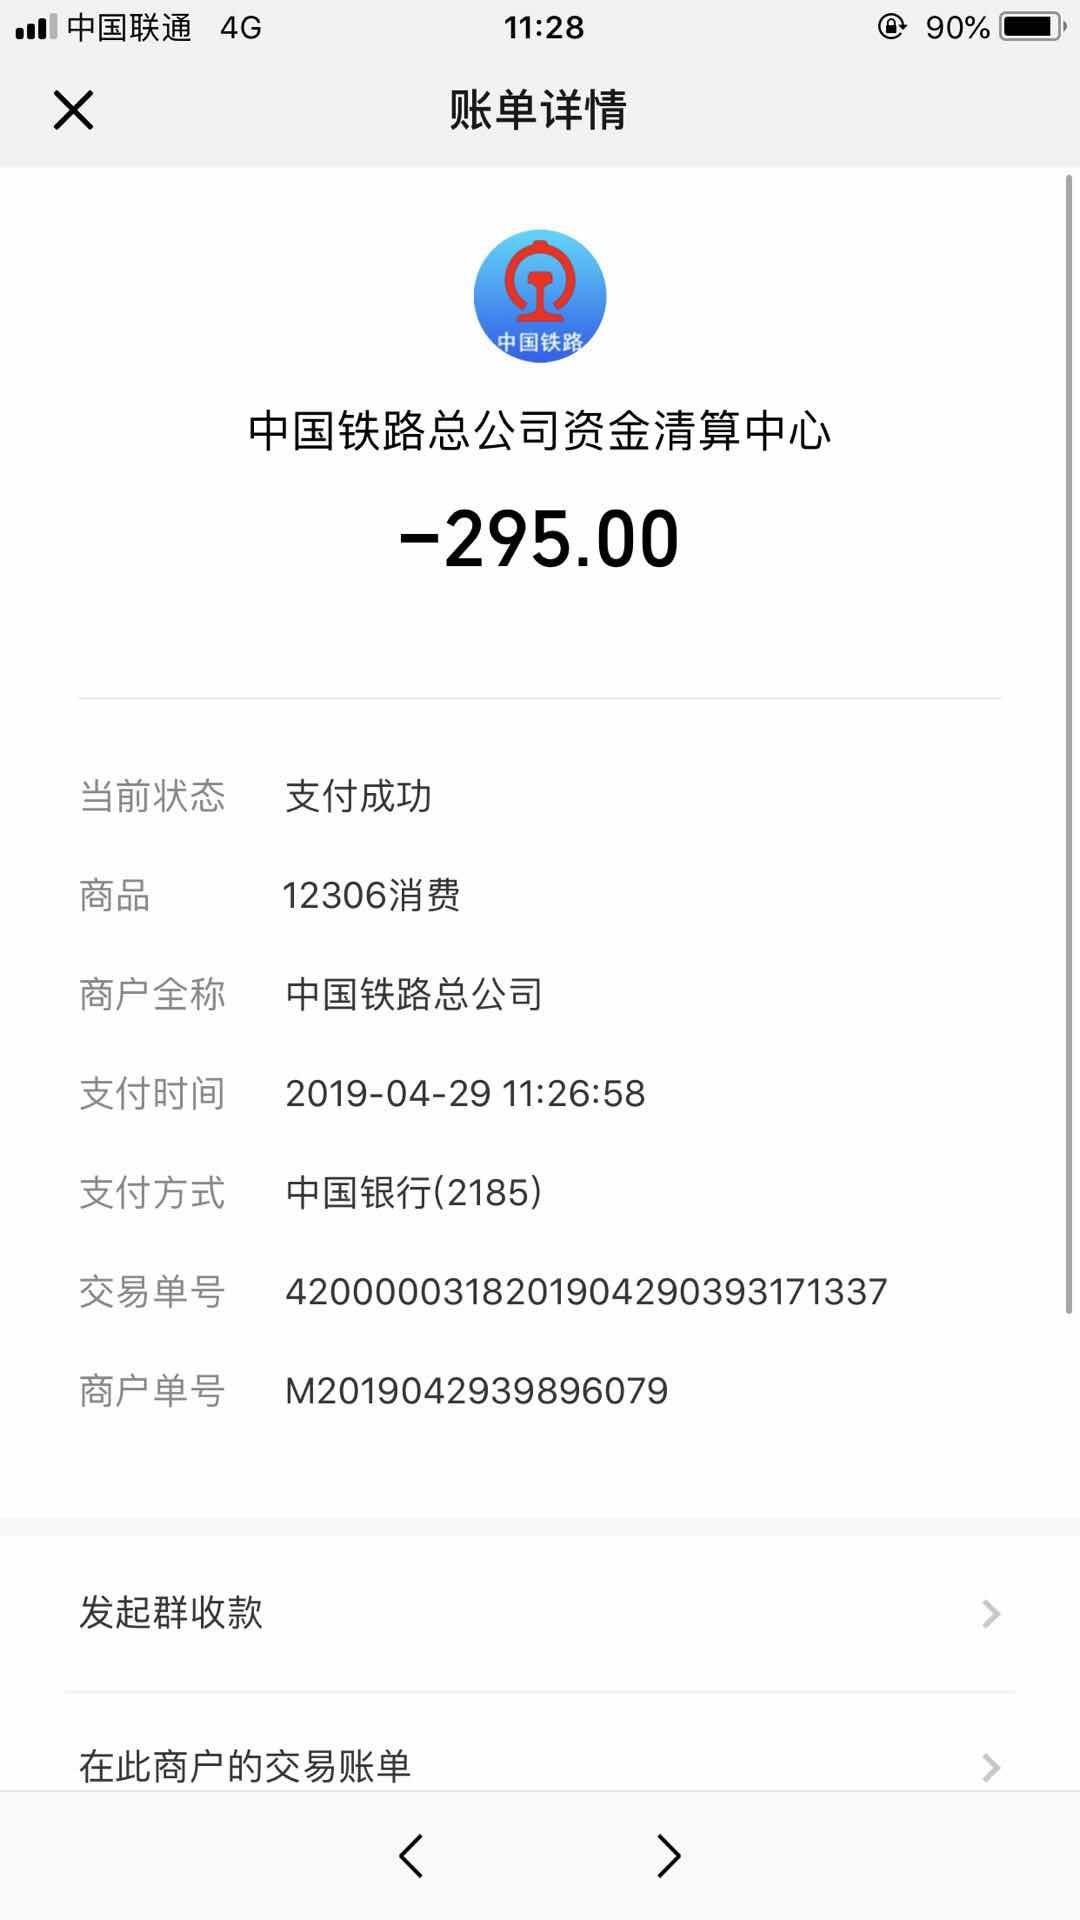 中国联通 4G 11:28 90%
账单详情
中国铁路
中国铁路总公司资金清算中心
-295.00
当前状态 支付成功
商品 12306消费
商户全称 中国铁路总公司
支付时间 2019-04-29 11:26:58
支付方式 中国银行(2185)
交易单号 4200000318201904290393171337
商户单号 M2019042939896079
发起群收款
在此商户的交易账单